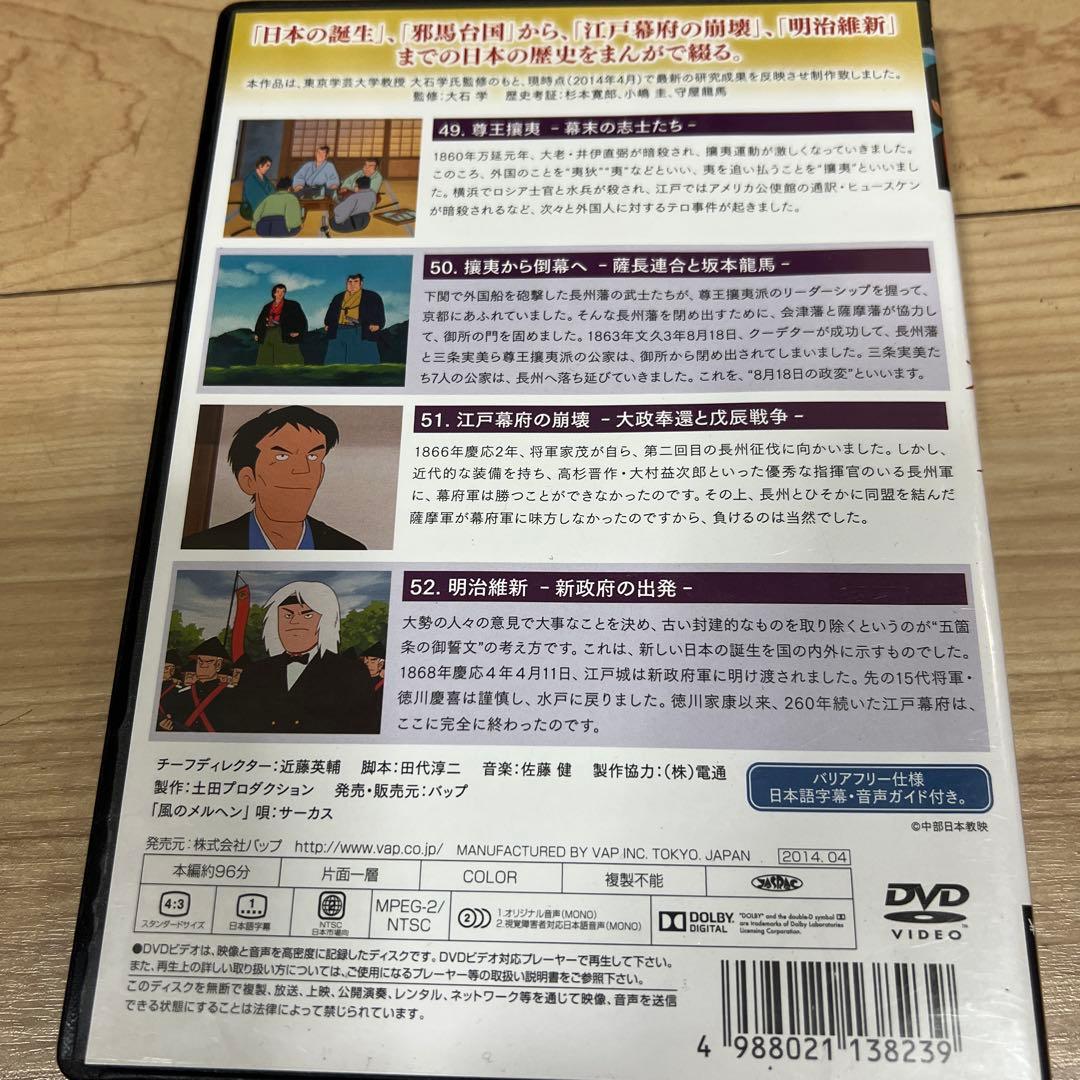 「日本の誕生」、「邪馬台国」から、「江戸幕府の崩壊」、「明治維新」
までの日本の歴史をまんがで綴る。
本作品は、東京学芸大学教授 大石学氏監修のもと、現時点(2014年4月)で最新の研究成果を反映させ制作致しました。
監修:大石 学 歴史考証:杉本寛郎、小嶋 圭、守屋龍馬
49. 尊王攘夷 －幕末の志士たち－
1860年万延元年、大老・井伊直弼が暗殺され、攘夷運動が激しくなっていきました。
このころ、外国のことを“夷狄”“夷”などといい、夷を追い払うことを“攘夷”といいまし
た。横浜でロシア士官と水兵が殺され、江戸ではアメリカ公使館の通訳・ヒュースケン
が暗殺されるなど、次々と外国人に対するテロ事件が起きました。
50. 攘夷から倒幕へ －薩長連合と坂本龍馬－
下関で外国船を砲撃した長州藩の武士たちが、尊王攘夷派のリーダーシップを握って、
京都にあふれていました。そんな長州藩を閉め出すために、会津藩と薩摩藩が協力し
て、御所の門を固めました。1863年文久3年8月18日、クーデターが成功して、長州藩
と三条実美ら尊王攘夷派の公家は、御所から閉め出されてしまいました。三条実美た
ち7人の公家は、長州へ落ち延びていきました。これを、“8月18日の政変”といいます。
51. 江戸幕府の崩壊 －大政奉還と戊辰戦争－
1866年慶応2年、将軍家茂が自ら、第二回目の長州征伐に向かいました。しかし、
近代的な装備を持ち、高杉晋作・大村益次郎といった優秀な指揮官のいる長州軍
に、幕府軍は勝つことができなかったのです。その上、長州とひそかに同盟を結んだ
薩摩軍が幕府軍に味方しなかったのですから、負けるのは当然でした。
52. 明治維新 －新政府の出発－
大勢の人々の意見で大事なことを決め、古い封建的なものを取り除くというのが“五箇
条の御誓文”の考え方です。これは、新しい日本の誕生を国の内外に示すものでした。
1868年慶応4年4月11日、江戸城は新政府軍に明け渡されました。先の15代将軍・
徳川慶喜は謹慎し、水戸に戻りました。徳川家康以来、260年続いた江戸幕府は、
ここに完全に終わったのです。
チーフディレクター:近藤英輔 脚本:田代淳二 音楽:佐藤 健 製作協力:(株)電通
製作:土田プロダクション 発売・販売元:バップ
「風のメルヘン」唄:サーカス
バリアフリー仕様
日本語字幕・音声ガイド付き。
©中部日本教映
発売元:株式会社バップ http://www.vap.co.jp/ MANUFACTURED BY VAP INC. TOKYO. JAPAN 2014.04
本編約96分 片面一層 COLOR 複製不能 JASRAC
4:3 スタンダードサイズ
1 日本語字幕
2 NTSC 日本市場向
MPEG-2/
NTSC
2 1.オリジナル音声(MONO)
2.視覚障害者対応日本語音声(MONO)
DOLBY DIGITAL
"DOLBY" and the double-D symbol
are trademarks of Dolby Laboratories
Licensing Corporation.
DVD
VIDEO™
●DVDビデオは、映像と音声を高密度に記録したディスクです。DVDビデオ対応プレーヤーで再生して下さい。
また、再生上の詳しい取り扱い方については、ご使用になるプレーヤー等の取扱い説明書をご参照下さい。
このディスクを無断で複製、放送、上映、公開演奏、レンタル、ネットワーク等を通じて映像、音声を送信
できる状態にすることは法律によって禁じられています。
4 988021 138239